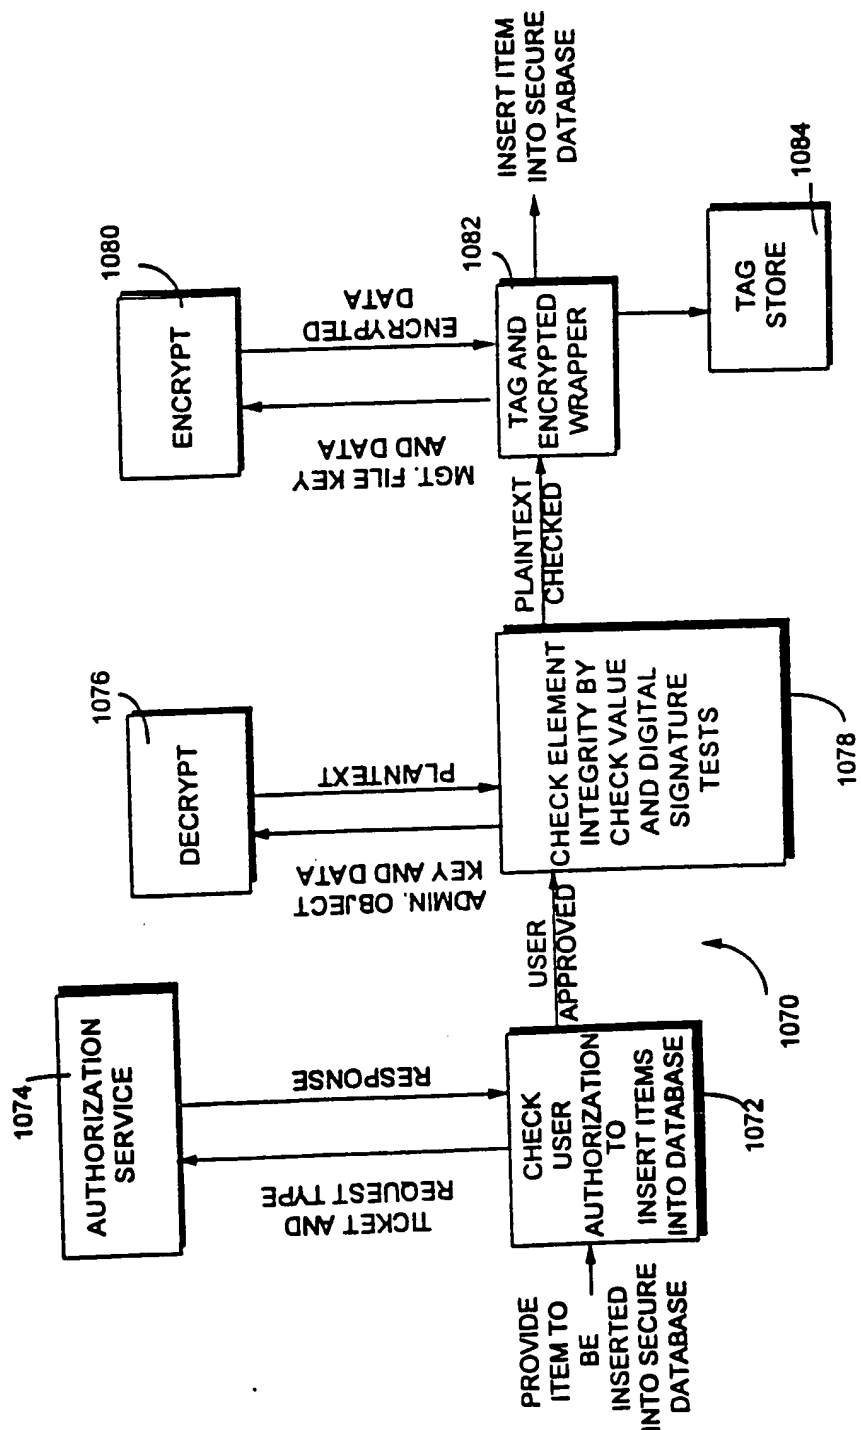 1074
AUTHORIZATION
SERVICE
TICKET AND
REQUEST TYPE
RESPONSE
PROVIDE
ITEM TO
BE
INSERTED
INTO SECURE
DATABASE
CHECK
USER
AUTHORIZATION
TO
INSERT ITEMS
INTO DATABASE
1072
USER
APPROVED
1070
1076
DECRYPT
ADMIN. OBJECT
KEY AND DATA
PLAINTEXT
CHECK ELEMENT
INTEGRITY BY
CHECK VALUE
AND DIGITAL
SIGNATURE
TESTS
1078
PLAINTEXT
CHECKED
1080
ENCRYPT
MGT. FILE KEY
AND DATA
ENCRYPTED
DATA
1082
TAG AND
ENCRYPTED
WRAPPER
INSERT ITEM
INTO SECURE
DATABASE
TAG
STORE
1084